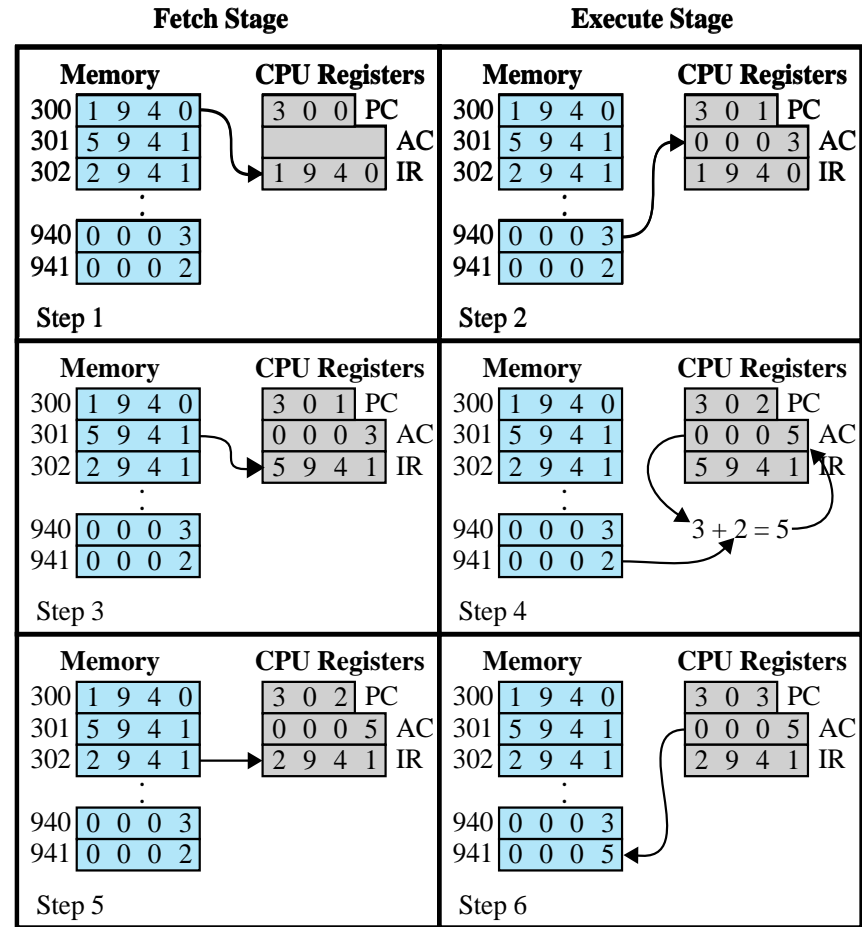 Fetch Stage
Execute Stage
Memory CPU Registers
300 1 9 4 0 3 0 0 PC
301 5 9 4 1 AC
302 2 9 4 1 1 9 4 0 IR
940 0 0 0 3
941 0 0 0 2
Step 1
Memory CPU Registers
300 1 9 4 0 3 0 1 PC
301 5 9 4 1 0 0 0 3 AC
302 2 9 4 1 1 9 4 0 IR
940 0 0 0 3
941 0 0 0 2
Step 2
Memory CPU Registers
300 1 9 4 0 3 0 1 PC
301 5 9 4 1 0 0 0 3 AC
302 2 9 4 1 5 9 4 1 IR
940 0 0 0 3
941 0 0 0 2
Step 3
Memory CPU Registers
300 1 9 4 0 3 0 2 PC
301 5 9 4 1 0 0 0 5 AC
302 2 9 4 1 5 9 4 1 IR
940 0 0 0 3 3 + 2 = 5
941 0 0 0 2
Step 4
Memory CPU Registers
300 1 9 4 0 3 0 2 PC
301 5 9 4 1 0 0 0 5 AC
302 2 9 4 1 2 9 4 1 IR
940 0 0 0 3
941 0 0 0 2
Step 5
Memory CPU Registers
300 1 9 4 0 3 0 3 PC
301 5 9 4 1 0 0 0 5 AC
302 2 9 4 1 2 9 4 1 IR
940 0 0 0 3
941 0 0 0 5
Step 6